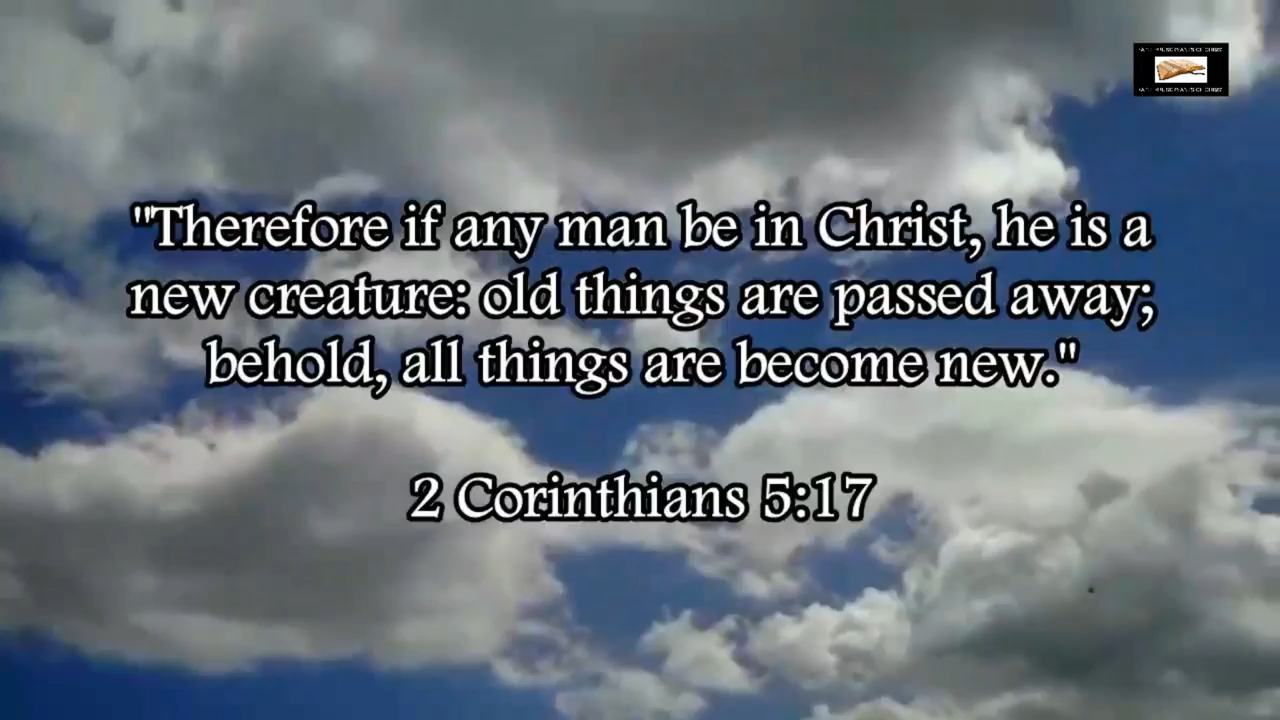 "Therefore if any man be in Christ, he is a
new creature: old things are passed away;
behold, all things are become new."
2 Corinthians 5:17